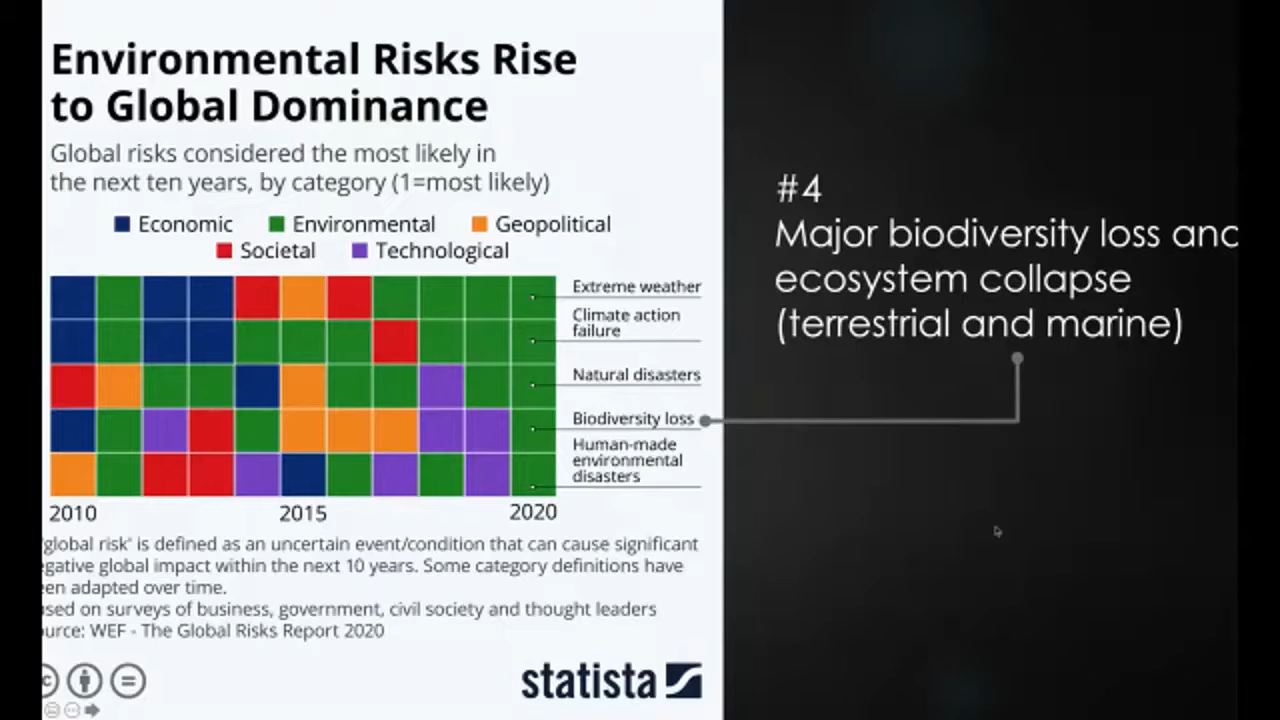 Environmental Risks Rise
to Global Dominance
Global risks considered the most likely in
the next ten years, by category (1=most likely)
Economic Environmental Geopolitical
Societal Technological
Extreme weather
Climate action
failure
Natural disasters
Biodiversity loss
Human-made
environmental
disasters
2010 2015 2020
'global risk' is defined as an uncertain event/condition that can cause significant
egative global impact within the next 10 years. Some category definitions have
en adapted over time.
sed on surveys of business, government, civil society and thought leaders
urce: WEF - The Global Risks Report 2020
statista
#4
Major biodiversity loss and
ecosystem collapse
(terrestrial and marine)